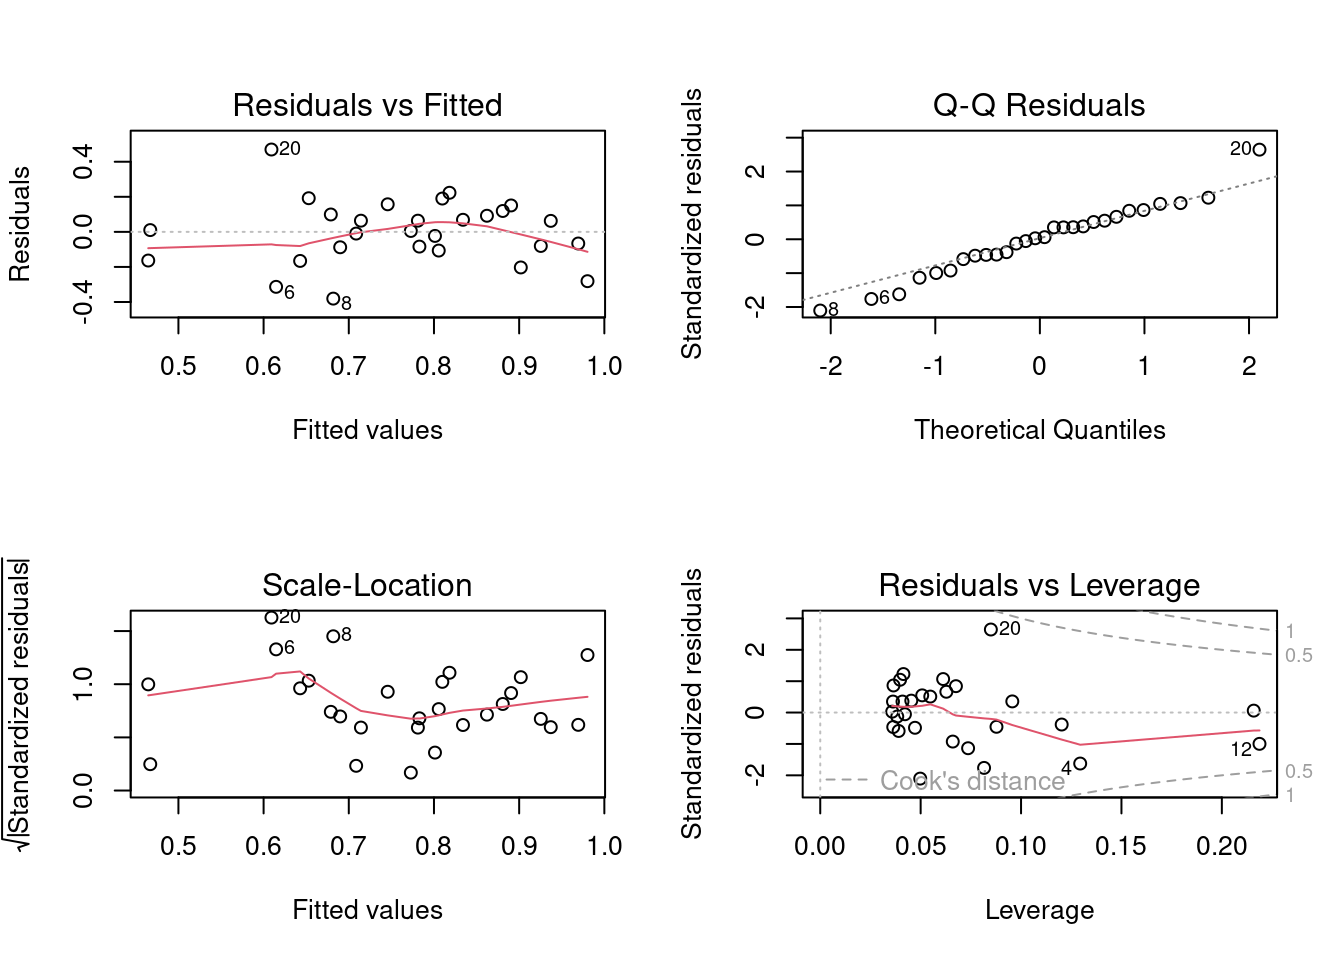 Residuals vs Fitted
Residuals
0.4
0.0
-0.4
20
6
8
0.5 0.6 0.7 0.8 0.9 1.0
Fitted values
Q-Q Residuals
Standardized residuals
2
0
-2
20
8
6
-2 -1 0 1 2
Theoretical Quantiles
Scale-Location
√|Standardized residuals|
1.0
0.0
20
6
8
0.5 0.6 0.7 0.8 0.9 1.0
Fitted values
Residuals vs Leverage
Standardized residuals
2
0
-2
20
4
12
1
0.5
0.5
1
Cook's distance
0.00 0.05 0.10 0.15 0.20
Leverage